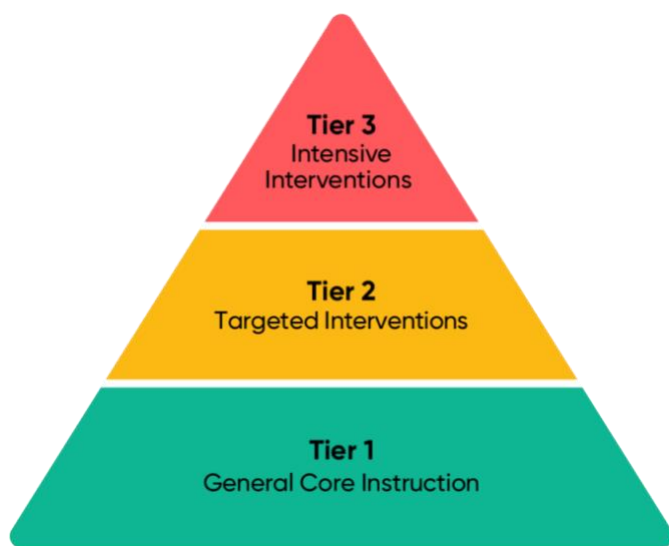 Tier 3
Intensive
Interventions
Tier 2
Targeted Interventions
Tier 1
General Core Instruction